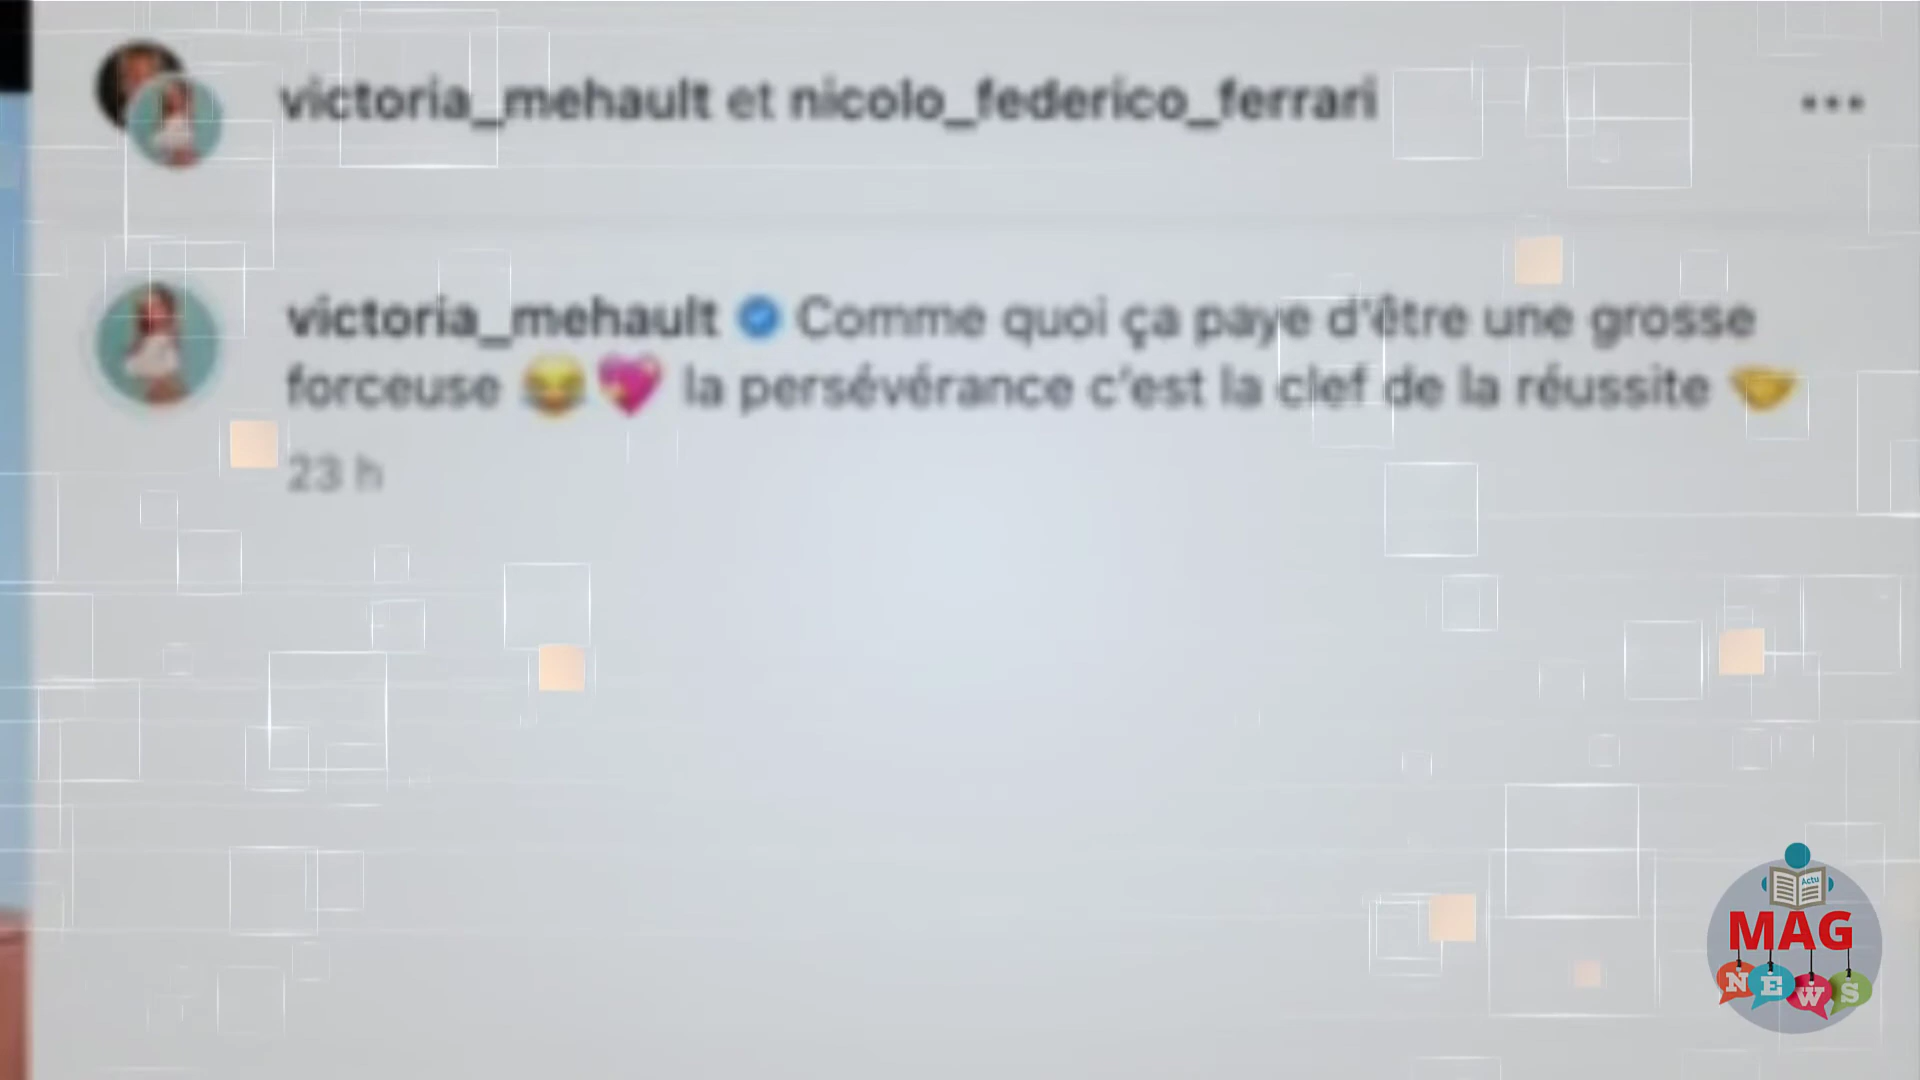 victoria_mehault et nicolo_federico_ferrari
victoria_mehault Comme quoi ça paye d'être une grosse
forceuse 😂💖 la persévérance c'est la clef de la réussite 🤝
23 h
Actu
MAG
NEWS